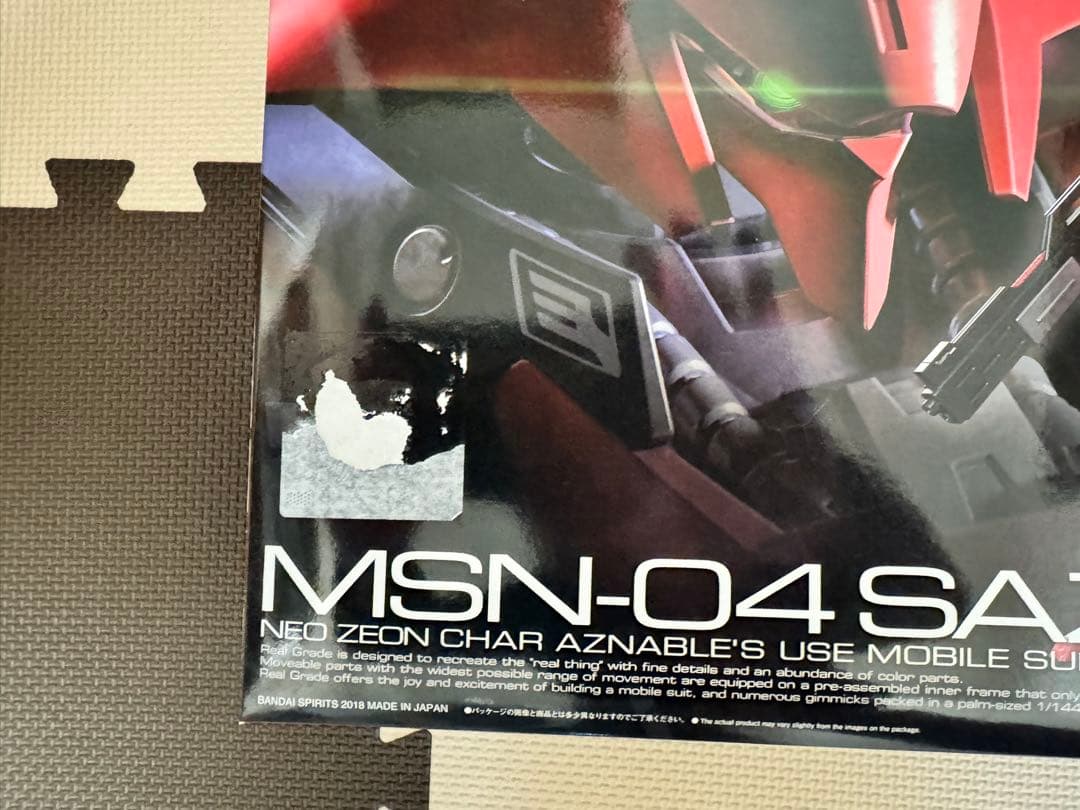 MSN-04 SAZ
NEO ZEON CHAR AZNABLE'S USE MOBILE SU
Real Grade is designed to recreate the "real thing" with fine details and an abundance of color parts.
Moveable parts with the widest possible range of movement are equipped on a pre-assembled inner frame that only
Real Grade offers the joy and excitement of building a mobile suit, and numerous gimmicks packed in a palm-sized 1/144
BANDAI SPIRITS 2018 MADE IN JAPAN ●パッケージの画像と商品とは多少異なりますのでご了承ください。 ● The actual product may vary slightly from the images on the package.